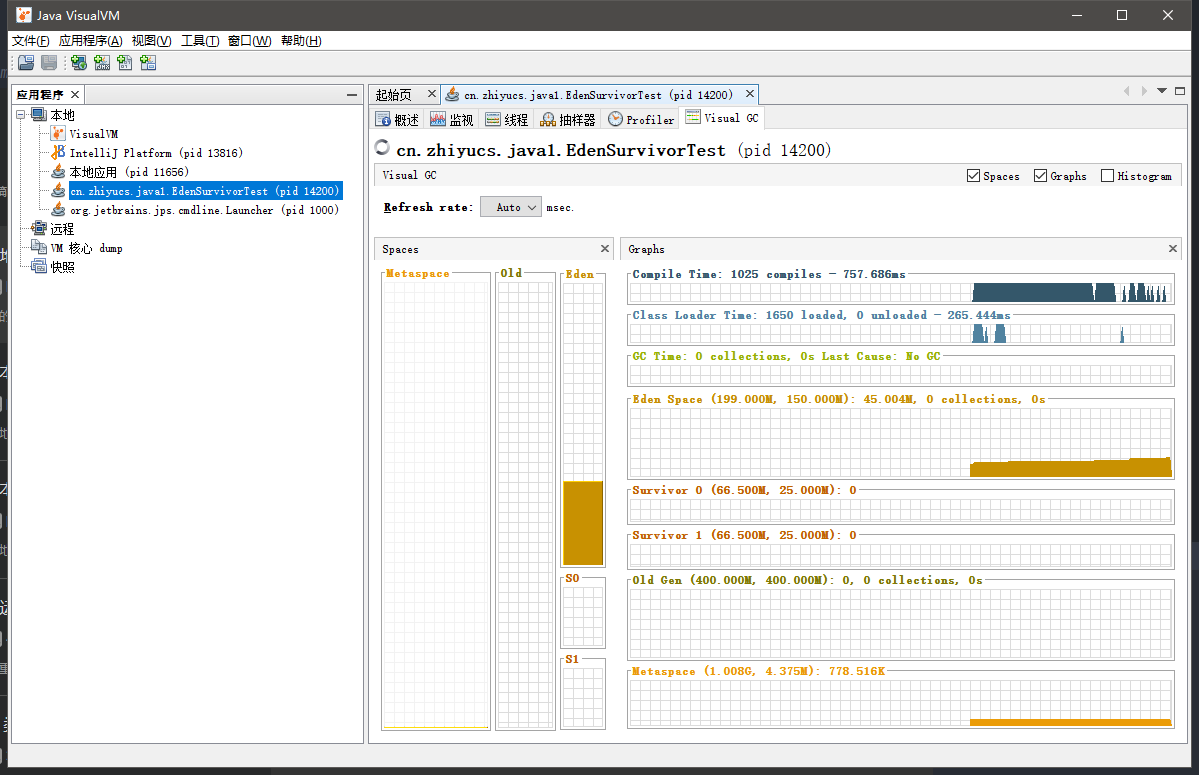 Java VisualVM
文件(F) 应用程序(A) 视图(V) 工具(T) 窗口(W) 帮助(H)
应用程序
本地
VisualVM
IntelliJ Platform (pid 13816)
本地应用 (pid 11656)
cn.zhiyucs.java1.EdenSurvivorTest (pid 14200)
org.jetbrains.jps.cmdline.Launcher (pid 1000)
远程
VM 核心 dump
快照
起始页 cn.zhiyucs.java1.EdenSurvivorTest (pid 14200)
概述 监视 线程 抽样器 Profiler Visual GC
cn.zhiyucs.java1.EdenSurvivorTest (pid 14200)
Visual GC Spaces Graphs Histogram
Refresh rate: Auto msec.
Spaces
Metaspace Old Eden
S0
S1
Graphs
Compile Time: 1025 compiles - 757.686ms
Class Loader Time: 1650 loaded, 0 unloaded - 265.444ms
GC Time: 0 collections, 0s Last Cause: No GC
Eden Space (199.000M, 150.000M): 45.004M, 0 collections, 0s
Survivor 0 (66.500M, 25.000M): 0
Survivor 1 (66.500M, 25.000M): 0
Old Gen (400.000M, 400.000M): 0, 0 collections, 0s
Metaspace (1.008G, 4.375M): 778.516K